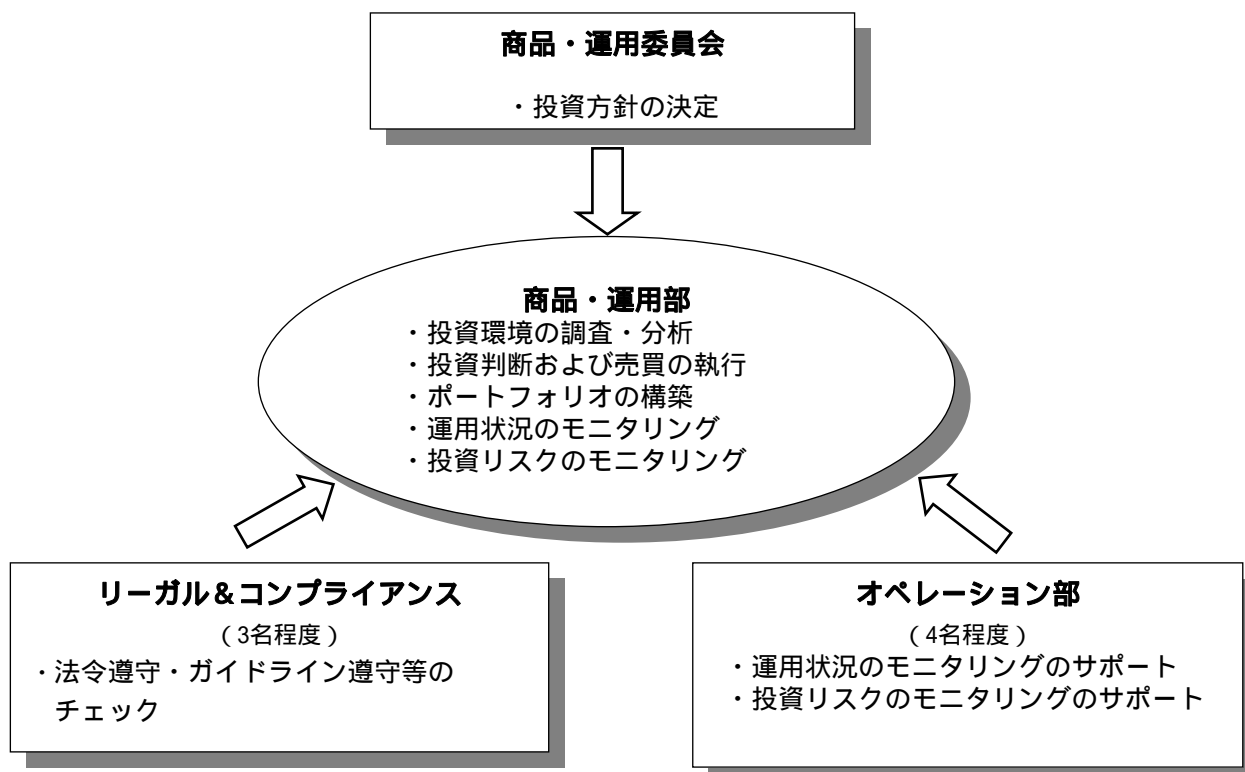 商品・運用委員会
・投資方針の決定
商品・運用部
・投資環境の調査・分析
・投資判断および売買の執行
・ポートフォリオの構築
・運用状況のモニタリング
・投資リスクのモニタリング
リーガル＆コンプライアンス
（3名程度）
・法令遵守・ガイドライン遵守等の
チェック
オペレーション部
（4名程度）
・運用状況のモニタリングのサポート
・投資リスクのモニタリングのサポート